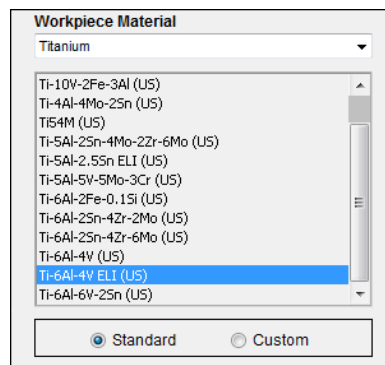 Workpiece Material
Titanium
Ti-10V-2Fe-3Al (US)
Ti-4Al-4Mo-2Sn (US)
Ti54M (US)
Ti-5Al-2Sn-4Mo-2Zr-6Mo (US)
Ti-5Al-2.5Sn ELI (US)
Ti-5Al-5V-5Mo-3Cr (US)
Ti-6Al-2Fe-0.1Si (US)
Ti-6Al-2Sn-4Zr-2Mo (US)
Ti-6Al-2Sn-4Zr-6Mo (US)
Ti-6Al-4V (US)
Ti-6Al-4V ELI (US)
Ti-6Al-6V-2Sn (US)
Standard Custom